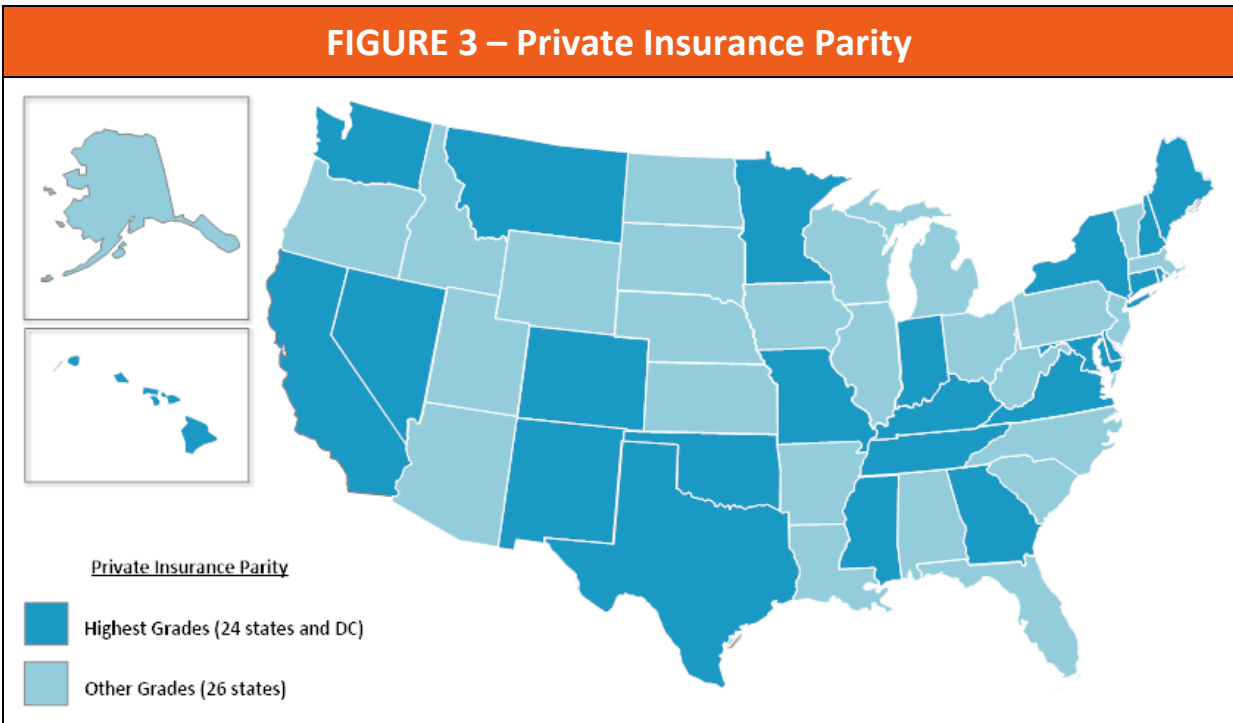 FIGURE 3 – Private Insurance Parity
Private Insurance Parity
Highest Grades (24 states and DC)
Other Grades (26 states)